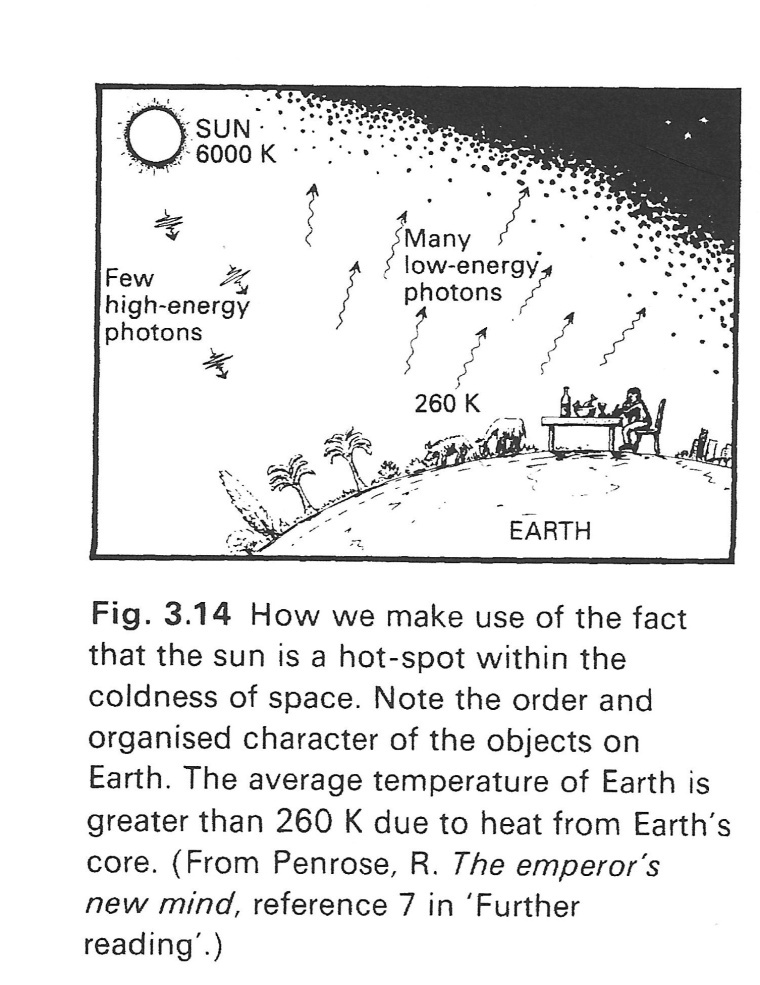 SUN
6000 K
Many
low-energy
photons
Few
high-energy
photons
260 K
EARTH
Fig. 3.14 How we make use of the fact
that the sun is a hot-spot within the
coldness of space. Note the order and
organised character of the objects on
Earth. The average temperature of Earth is
greater than 260 K due to heat from Earth's
core. (From Penrose, R. The emperor's
new mind, reference 7 in 'Further
reading'.)